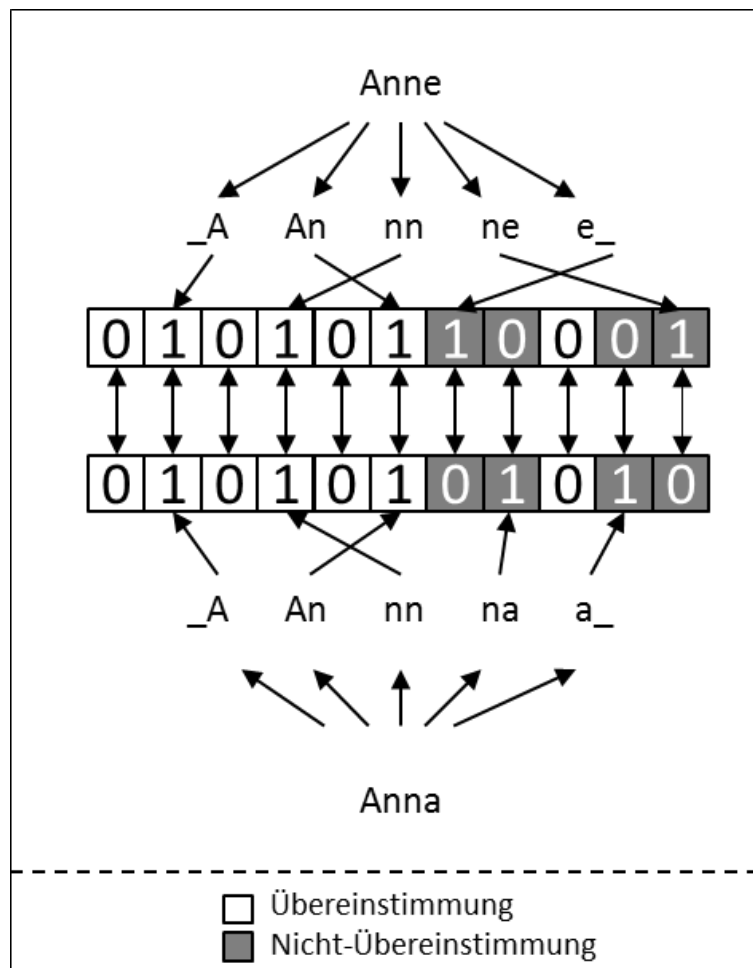 Anne
_A An nn ne e_
0 1 0 1 0 1 1 0 0 0 1
0 1 0 1 0 1 0 1 0 1 0
_A An nn na a_
Anna
Übereinstimmung
Nicht-Übereinstimmung